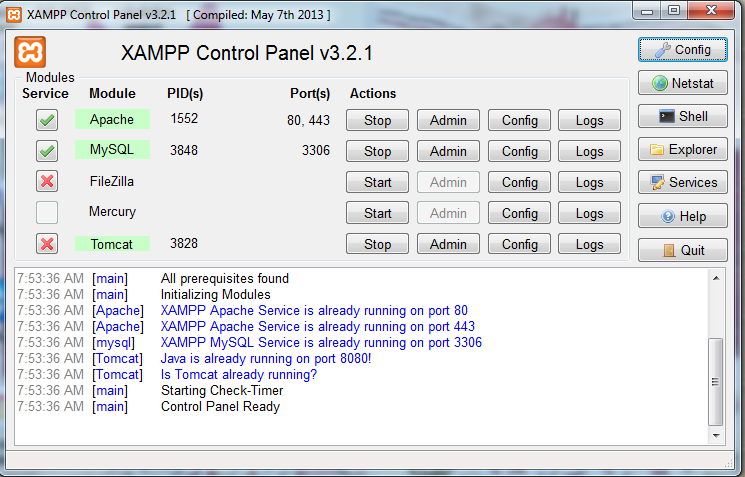 XAMPP Control Panel v3.2.1 [ Compiled: May 7th 2013 ]
XAMPP Control Panel v3.2.1
Config
Modules
Service Module PID(s) Port(s) Actions
Netstat
Apache 1552 80, 443 Stop Admin Config Logs
Shell
MySQL 3848 3306 Stop Admin Config Logs
Explorer
FileZilla Start Admin Config Logs
Services
Mercury Start Admin Config Logs
Help
Tomcat 3828 Stop Admin Config Logs
Quit
7:53:36 AM [main] All prerequisites found
7:53:36 AM [main] Initializing Modules
7:53:36 AM [Apache] XAMPP Apache Service is already running on port 80
7:53:36 AM [Apache] XAMPP Apache Service is already running on port 443
7:53:36 AM [mysql] XAMPP MySQL Service is already running on port 3306
7:53:36 AM [Tomcat] Java is already running on port 8080!
7:53:36 AM [Tomcat] Is Tomcat already running?
7:53:36 AM [main] Starting Check-Timer
7:53:36 AM [main] Control Panel Ready